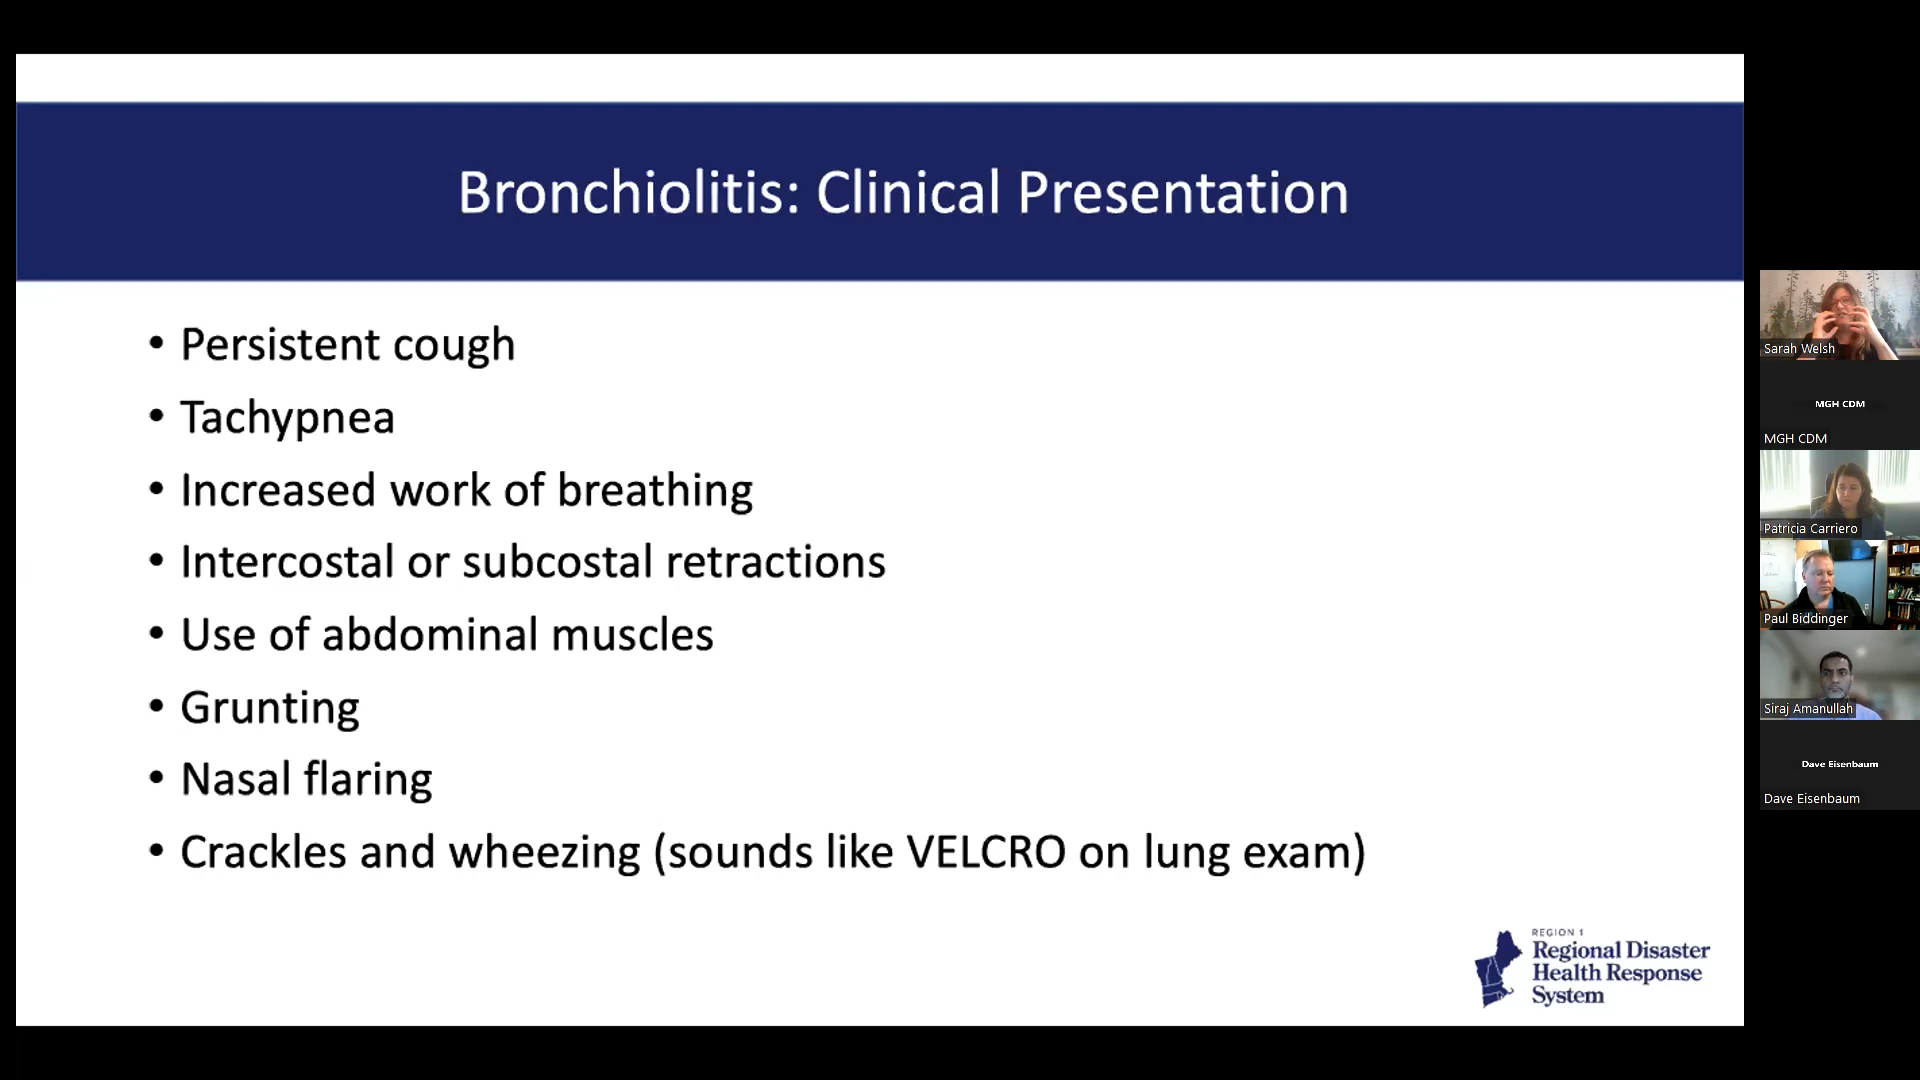 Bronchiolitis: Clinical Presentation
• Persistent cough
• Tachypnea
• Increased work of breathing
• Intercostal or subcostal retractions
• Use of abdominal muscles
• Grunting
• Nasal flaring
• Crackles and wheezing (sounds like VELCRO on lung exam)
REGION 1
Regional Disaster
Health Response
System
Sarah Welsh
MGH CDM
MGH CDM
Patricia Carriero
Paul Biddinger
Siraj Amanullah
Dave Eisenbaum
Dave Eisenbaum